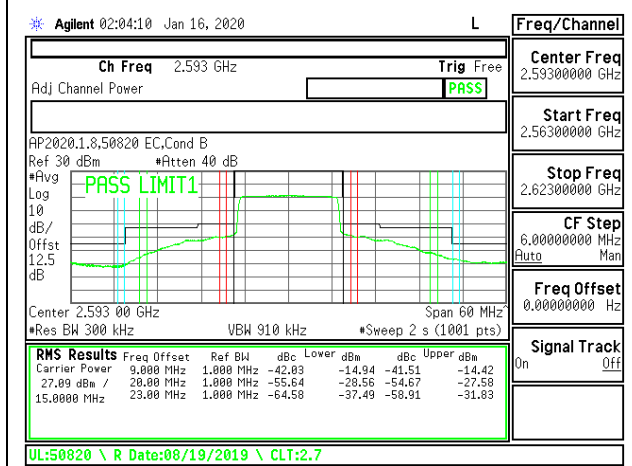 Agilent 02:04:10 Jan 16, 2020 L
Freq/Channel
Ch Freq 2.593 GHz Trig Free
Adj Channel Power PASS
AP2020.1.8,50820 EC,Cond B
Ref 30 dBm #Atten 40 dB
#Avg
Log
10
dB/
Offst
12.5
dB
PASS LIMIT1
Center 2.593 00 GHz Span 60 MHz^
#Res BW 300 kHz VBW 910 kHz #Sweep 2 s (1001 pts)
RMS Results Freq Offset Ref BW dBc Lower dBm dBc Upper dBm
Carrier Power 9.000 MHz 1.000 MHz -42.03 -14.94 -41.51 -14.42
27.09 dBm / 20.00 MHz 1.000 MHz -55.64 -28.56 -54.67 -27.58
15.0000 MHz 23.00 MHz 1.000 MHz -64.58 -37.49 -58.91 -31.83
UL:50820 \ R Date:08/19/2019 \ CLT:2.7
Center Freq
2.59300000 GHz
Start Freq
2.56300000 GHz
Stop Freq
2.62300000 GHz
CF Step
6.00000000 MHz
Auto Man
Freq Offset
0.00000000 Hz
Signal Track
On Off